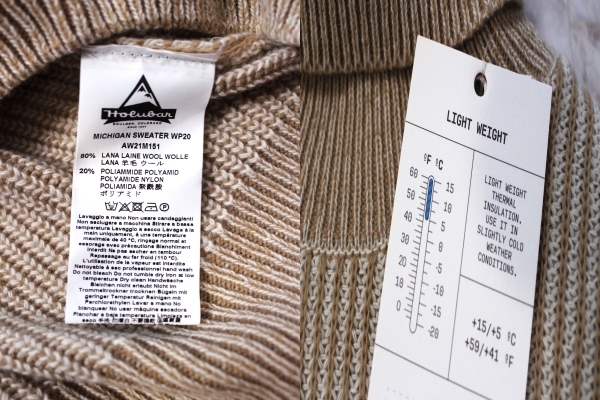 Holubar
BOULDER, COLORADO
SINCE 1947
MICHIGAN SWEATER WP20
AW21M151
80% LANA LAINE WOOL WOLLE
LANA 羊毛 ウール
20% POLIAMMIDE POLYAMID
POLYAMIDE NYLON
POLIAMIDA 聚酰胺
ポリアミド
Lavaggio a mano Non usare candeggianti
Non asciugare a macchina Stirare a bassa
temperatura Lavare a secco Lavage à la
main uniquement, à une température
maximale de 40 °C, rinçage normal et
essorage avec précautions Blanchiment
interdit Ne pas sécher en tambour
Repassage au fer froid (110 °C).
L'utilisation de la vapeur est interdite
Nettoyable à sec professionnel hand wash
Do not bleach Do not tumble dry Iron at low
temperature Dry clean Handwäsche
Bleichen nicht erlaubt Nicht im
Trommeltrockner trocknen Bügeln mit
geringer Temperatur Reinigen mit
Perchlorethylen Lavar a mano No usar
blanqueador No usar máquina secadora
Planchar a baja temperatura Limpieza en
seco
LIGHT WEIGHT
°F °C
60 15
50 5
40 0
30 -5
20 -10
10 -15
0 -20
LIGHT WEIGHT
THERMAL
INSULATION.
USE IT IN
SLIGHTLY COLD
WEATHER
CONDITIONS.
+15/+5 °C
+59/+41 °F